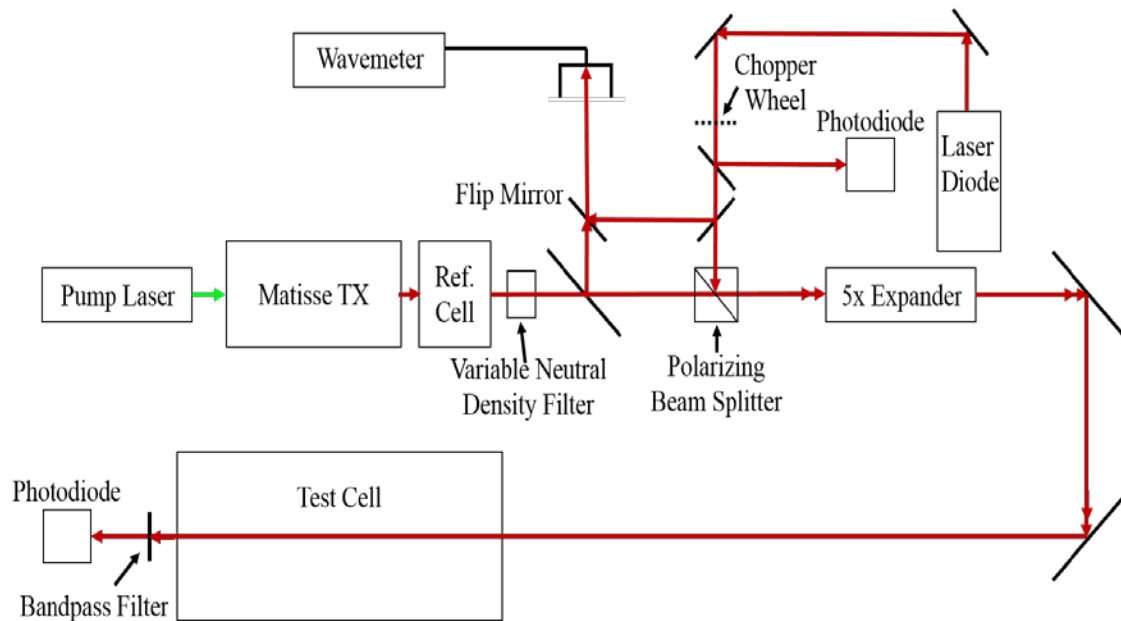 Wavemeter
Chopper
Wheel
Photodiode
Laser
Diode
Flip Mirror
Pump Laser
Matisse TX
Ref.
Cell
5x Expander
Variable Neutral
Density Filter
Polarizing
Beam Splitter
Photodiode
Test Cell
Bandpass Filter